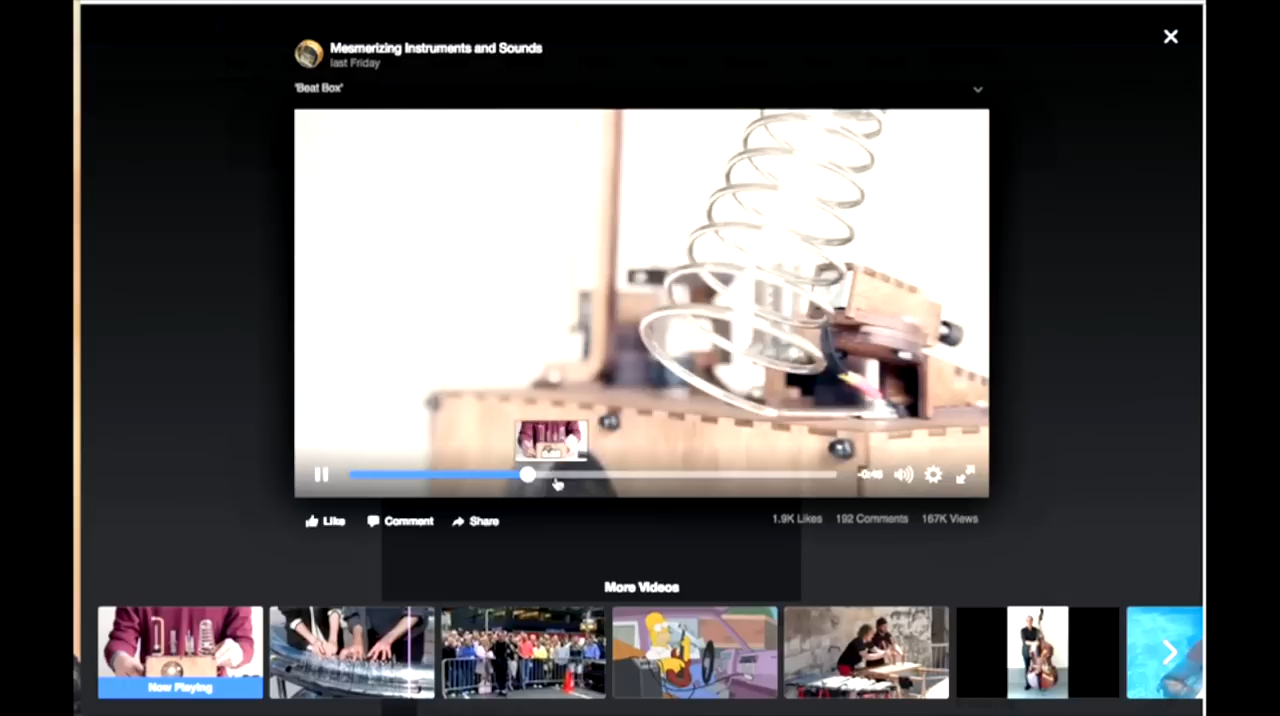 Mesmerizing Instruments and Sounds
last Friday
'Beat Box'
Like Comment Share
1.9K Likes 192 Comments 167K Views
More Videos
Now Playing